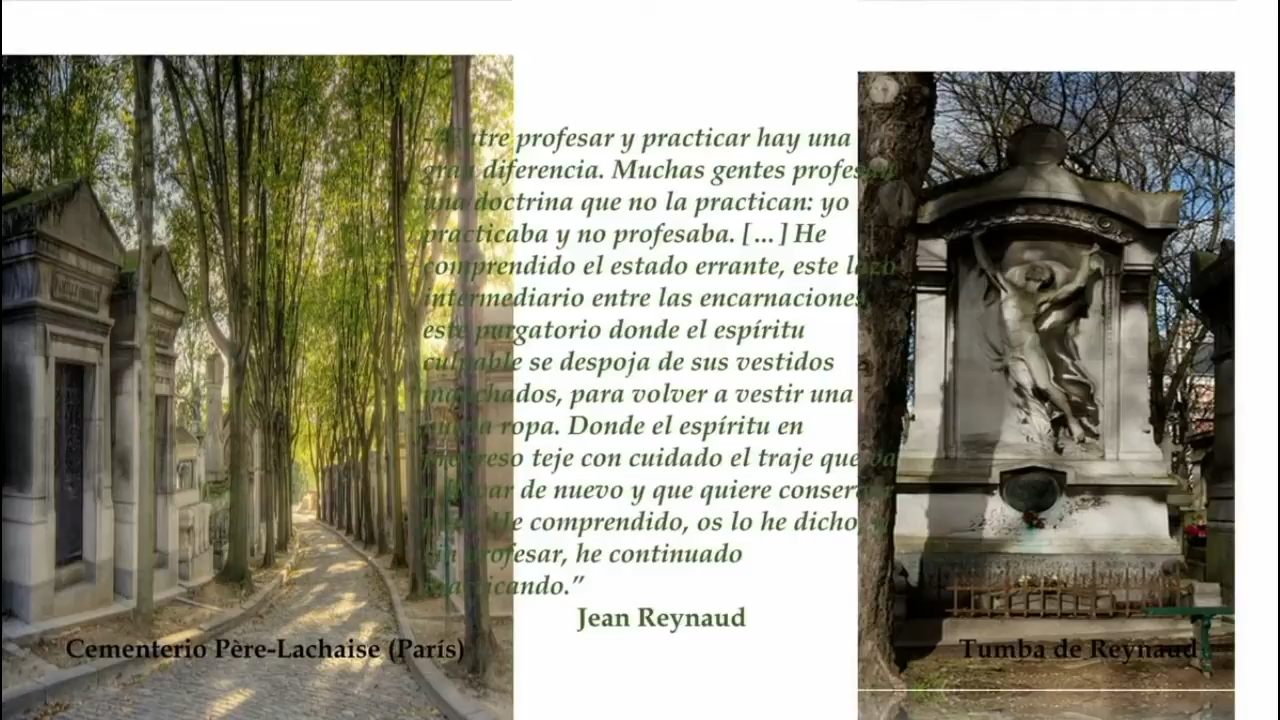 -"Entre profesar y practicar hay una
gran diferencia. Muchas gentes profesan
una doctrina que no la practican: yo
practicaba y no profesaba. [...] He
comprendido el estado errante, este lazo
intermediario entre las encarnaciones,
este purgatorio donde el espíritu
culpable se despoja de sus vestidos
manchados, para volver a vestir una
nueva ropa. Donde el espíritu en
progreso teje con cuidado el traje que va
a llevar de nuevo y que quiere conservar
He comprendido, os lo he dicho, y
sin profesar, he continuado
practicando.”
Jean Reynaud
Cementerio Père-Lachaise (París)
Tumba de Reynaud